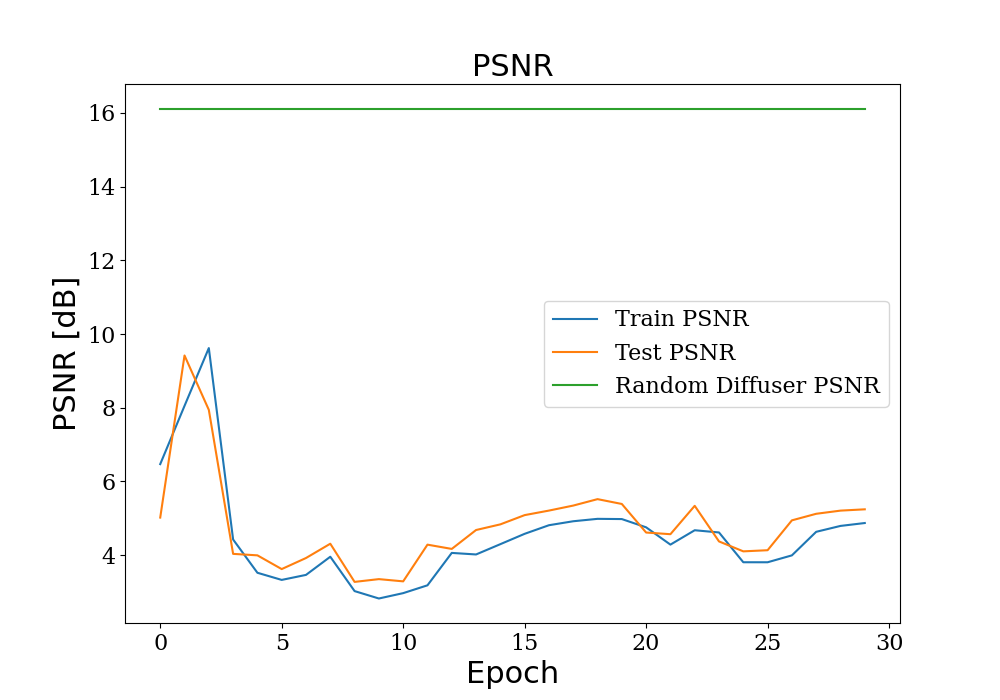 PSNR
PSNR [dB]
16
14
12
10
8
6
4
Train PSNR
Test PSNR
Random Diffuser PSNR
0 5 10 15 20 25 30
Epoch